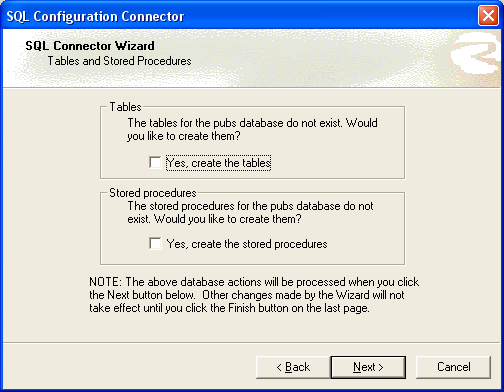 SQL Configuration Connector
SQL Connector Wizard
Tables and Stored Procedures
Tables
The tables for the pubs database do not exist. Would
you like to create them?
Yes, create the tables
Stored procedures
The stored procedures for the pubs database do not
exist. Would you like to create them?
Yes, create the stored procedures
NOTE: The above database actions will be processed when you click
the Next button below.  Other changes made by the Wizard will not
take effect until you click the Finish button on the last page.
< Back
Next >
Cancel